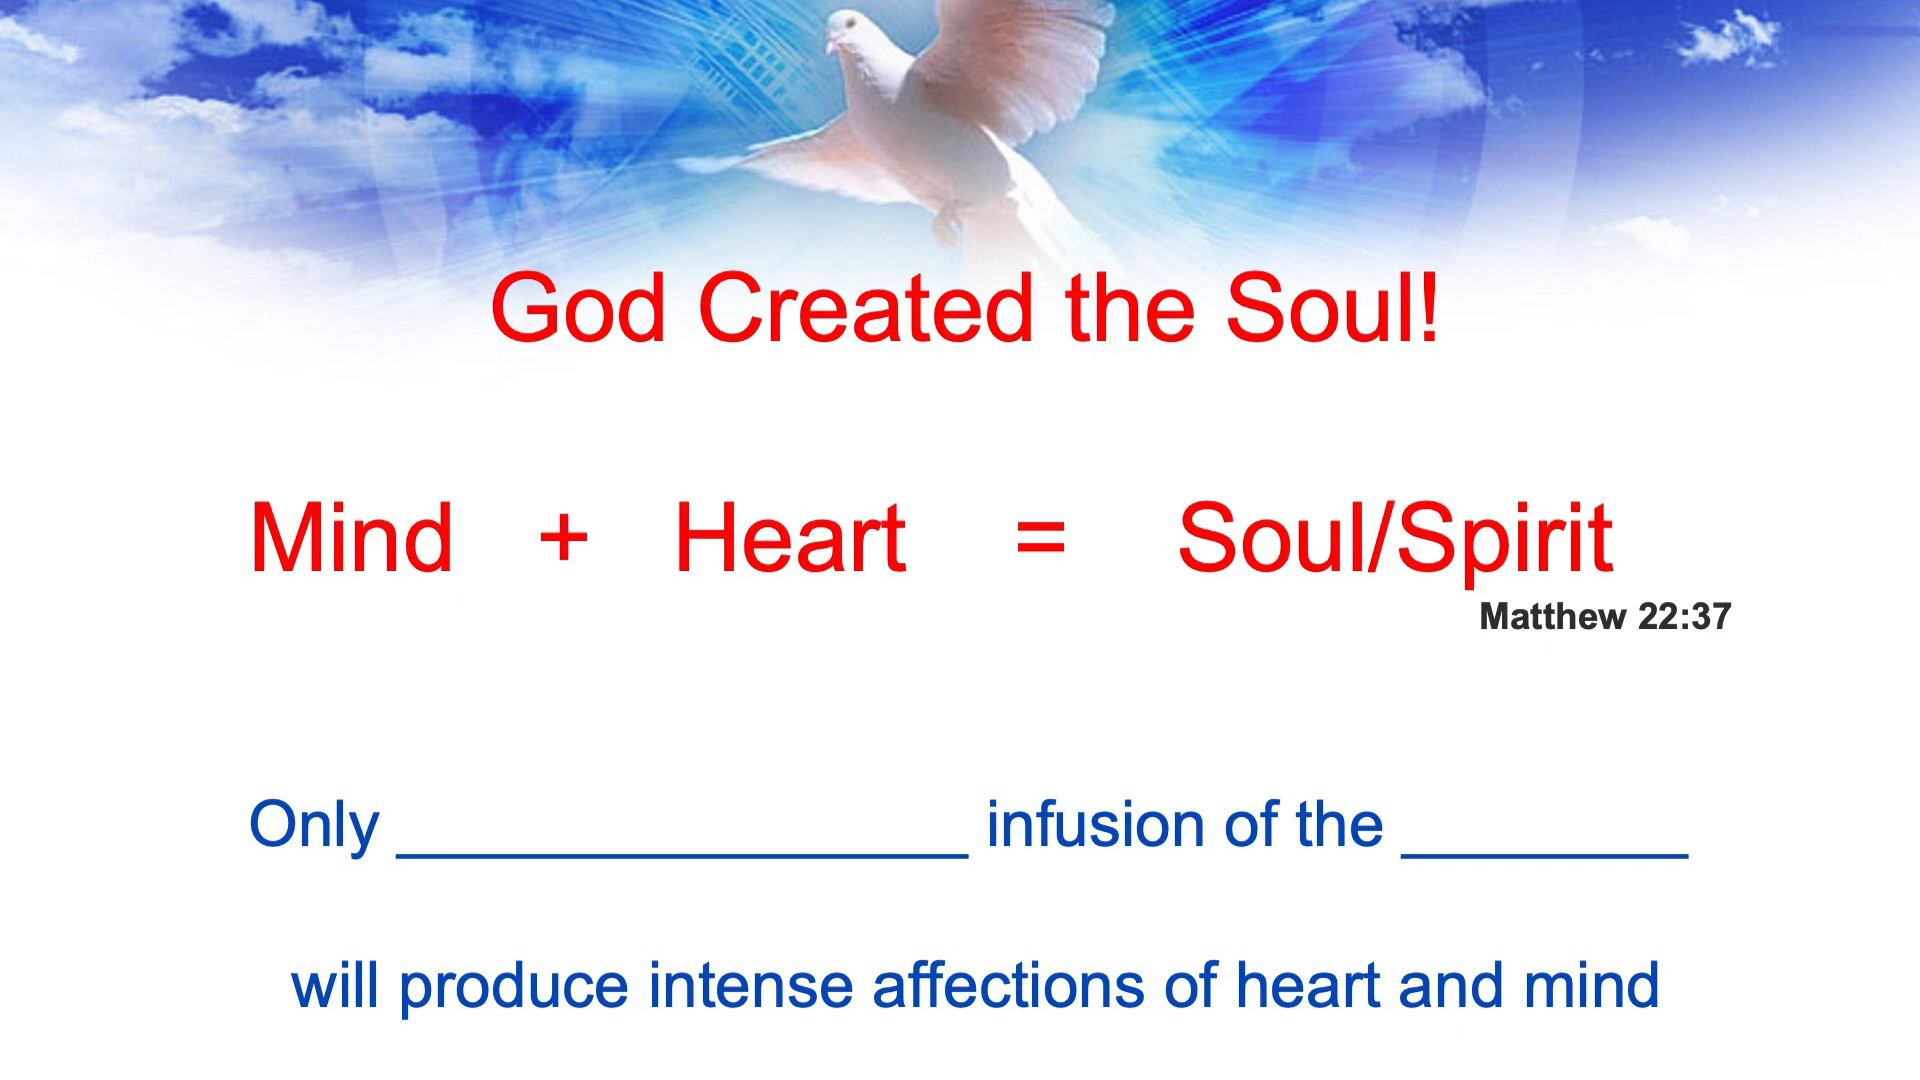 God Created the Soul!
Mind + Heart = Soul/Spirit
Matthew 22:37
Only ________________ infusion of the ________
will produce intense affections of heart and mind